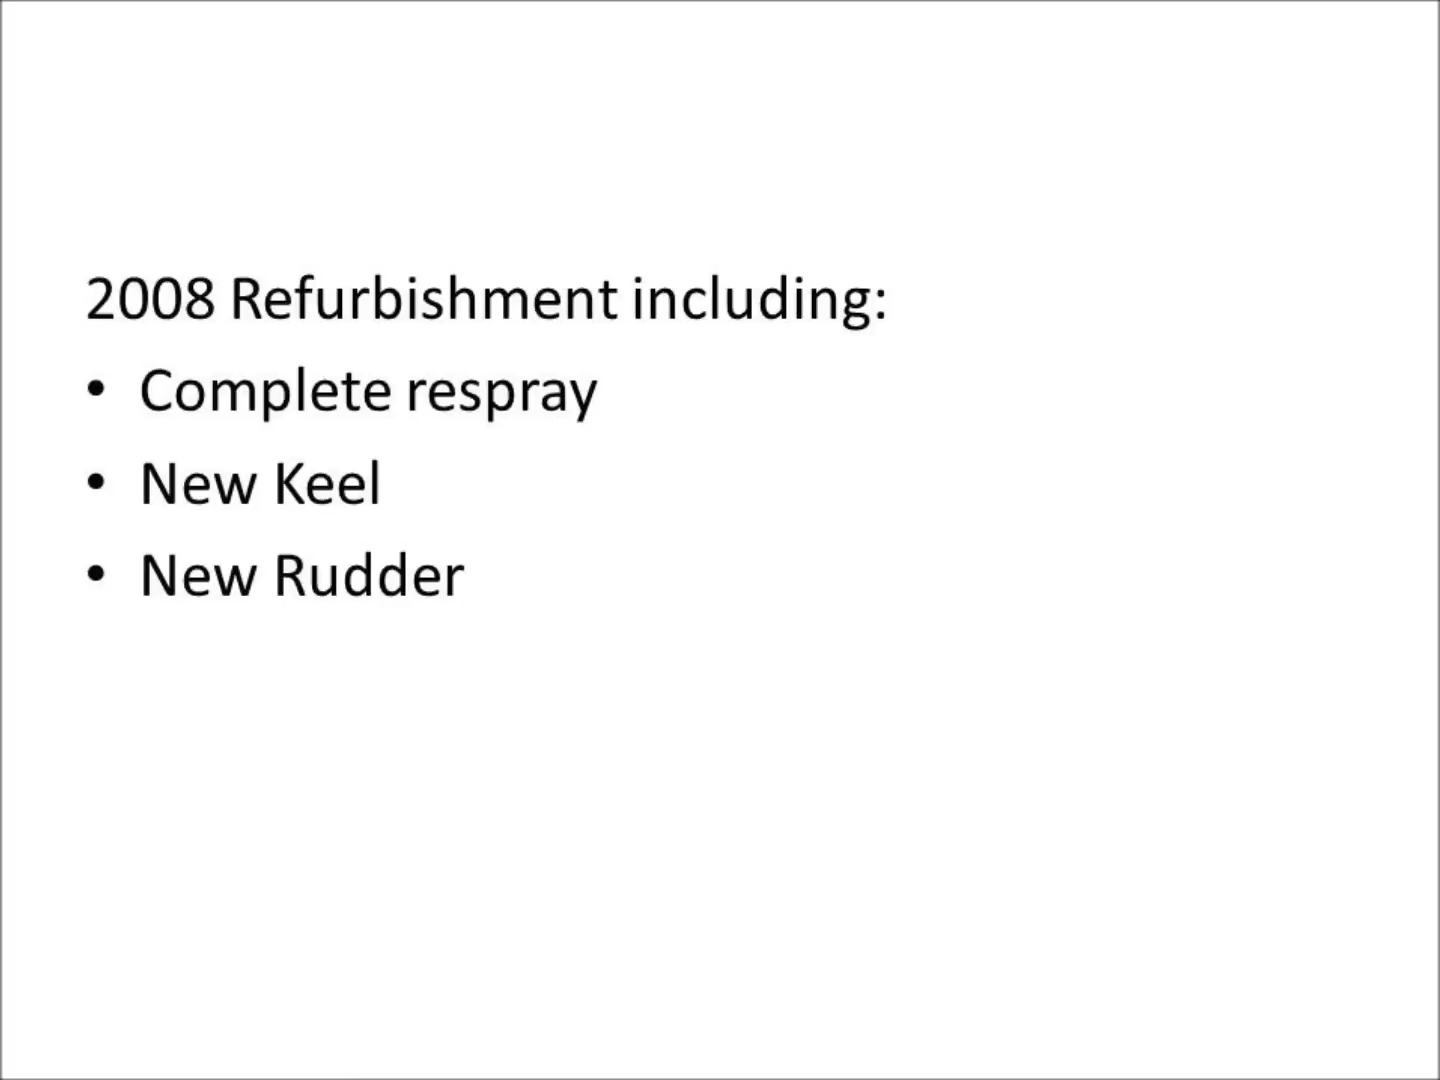 2008 Refurbishment including:
• Complete respray
• New Keel
• New Rudder